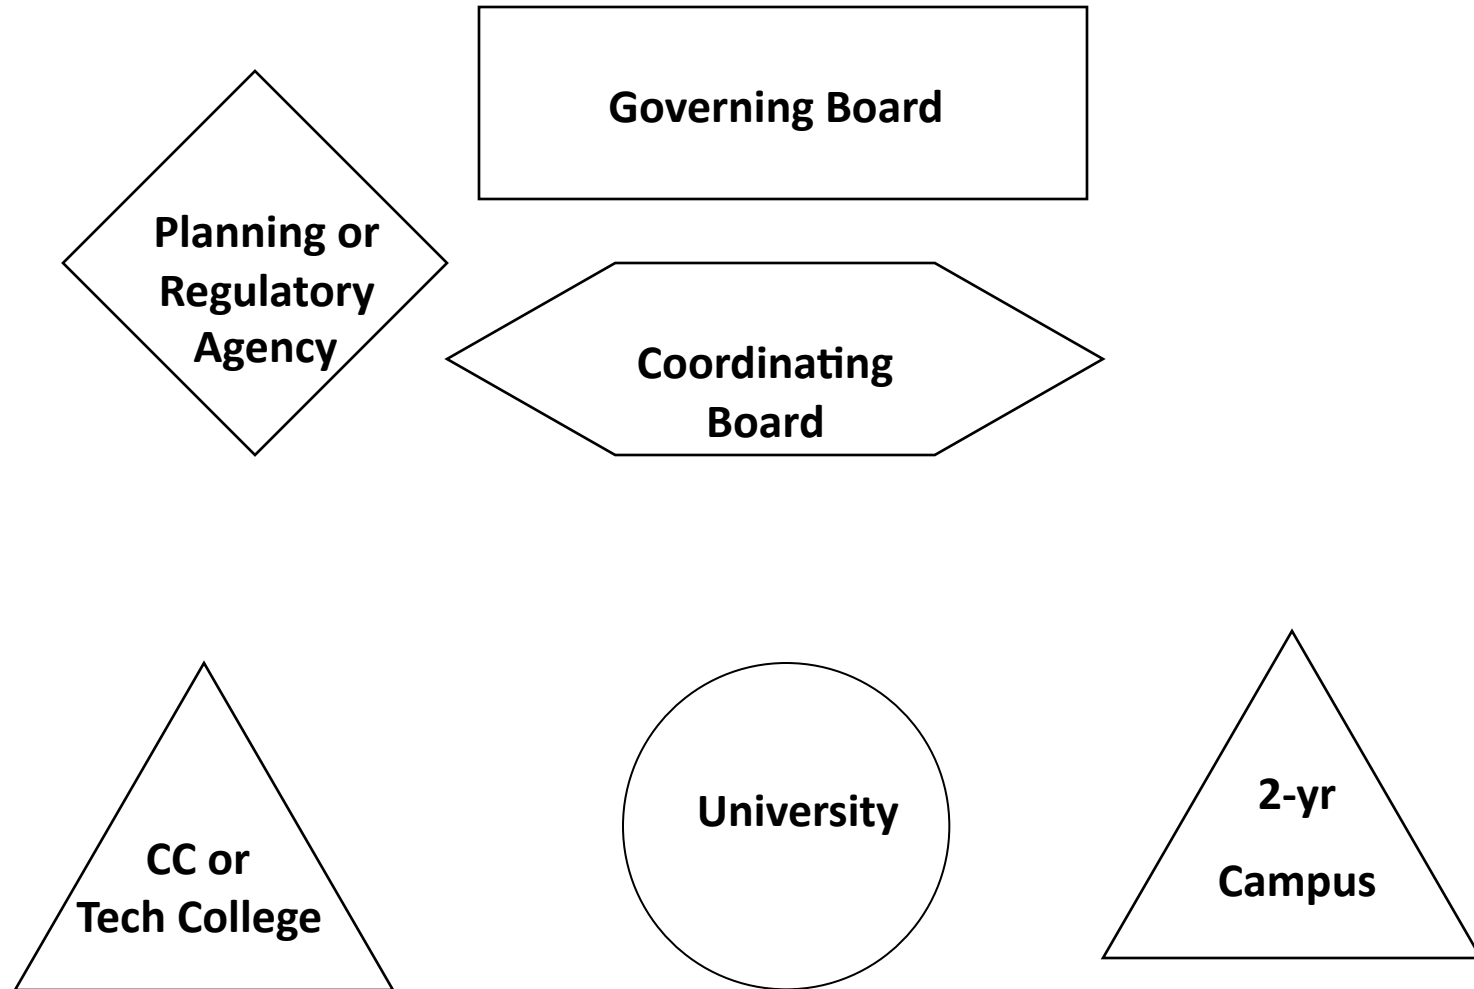 Governing Board
Planning or
Regulatory
Agency
Coordinating
Board
CC or
Tech College
University
2-yr
Campus